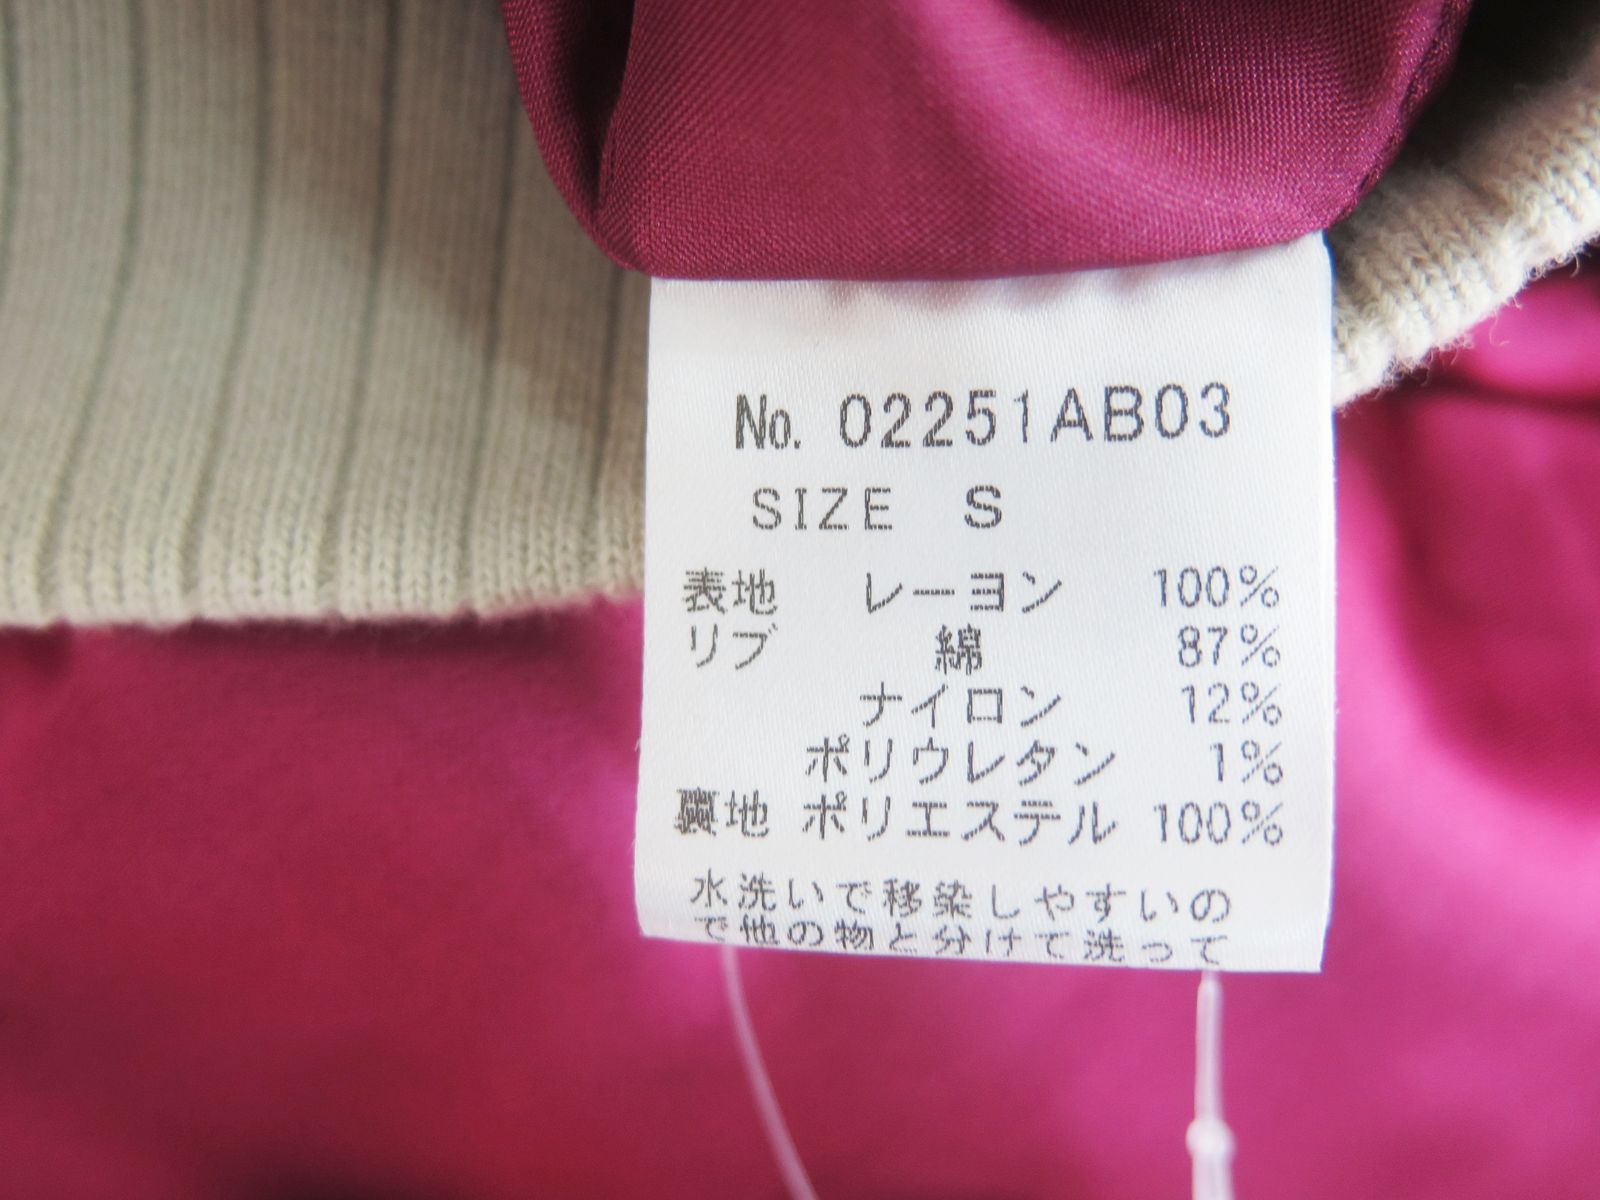 No. 02251AB03
SIZE S
表地 レーヨン 100%
リブ 綿 87%
ナイロン 12%
ポリウレタン 1%
裏地 ポリエステル 100%
水洗いで移染しやすいの
で他の物と分けて洗って